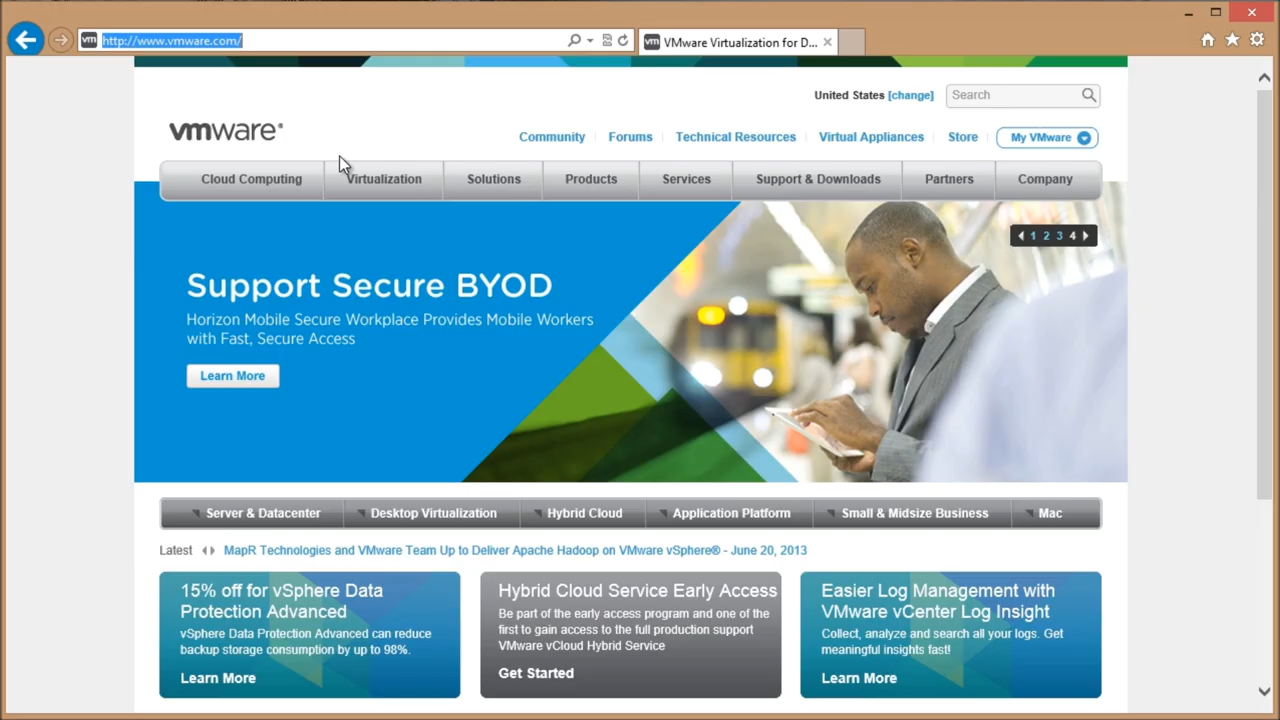 http://www.vmware.com/
vm VMware Virtualization for D...
United States [change]
Search
vmware®
Community
Forums
Technical Resources
Virtual Appliances
Store
My VMware
Cloud Computing
Virtualization
Solutions
Products
Services
Support & Downloads
Partners
Company
1 2 3 4
Support Secure BYOD
Horizon Mobile Secure Workplace Provides Mobile Workers
with Fast, Secure Access
Learn More
Server & Datacenter
Desktop Virtualization
Hybrid Cloud
Application Platform
Small & Midsize Business
Mac
Latest
MapR Technologies and VMware Team Up to Deliver Apache Hadoop on VMware vSphere® - June 20, 2013
15% off for vSphere Data
Protection Advanced
vSphere Data Protection Advanced can reduce
backup storage consumption by up to 98%.
Learn More
Hybrid Cloud Service Early Access
Be part of the early access program and one of the
first to gain access to the full production support
VMware vCloud Hybrid Service
Get Started
Easier Log Management with
VMware vCenter Log Insight
Collect, analyze and search all your logs. Get
meaningful insights fast!
Learn More